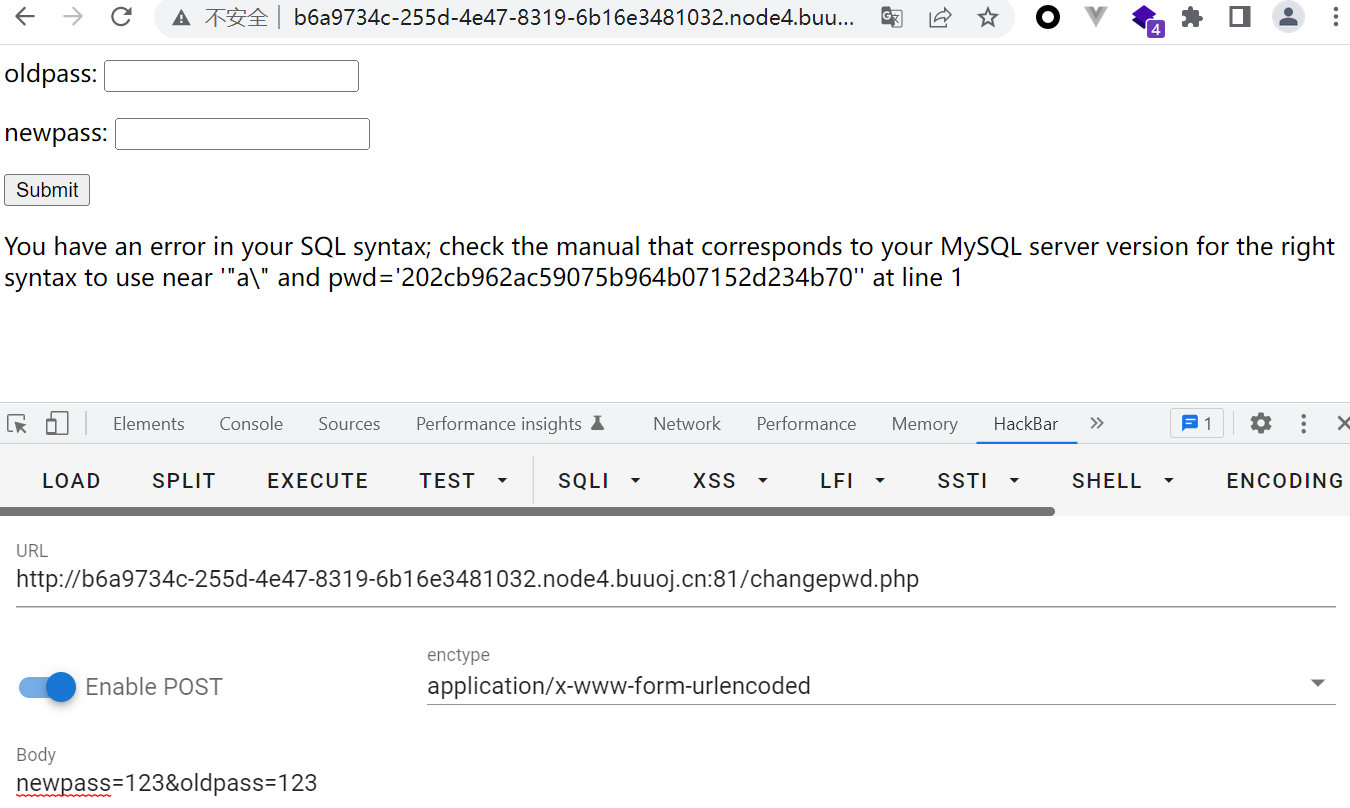 不安全 b6a9734c-255d-4e47-8319-6b16e3481032.node4.buu... 4
oldpass:
newpass:
Submit
You have an error in your SQL syntax; check the manual that corresponds to your MySQL server version for the right
syntax to use near '"a\" and pwd='202cb962ac59075b964b07152d234b70'' at line 1
Elements Console Sources Performance insights Network Performance Memory HackBar 1
LOAD SPLIT EXECUTE TEST SQLI XSS LFI SSTI SHELL ENCODING
URL
http://b6a9734c-255d-4e47-8319-6b16e3481032.node4.buuoj.cn:81/changepwd.php
enctype
Enable POST application/x-www-form-urlencoded
Body
newpass=123&oldpass=123